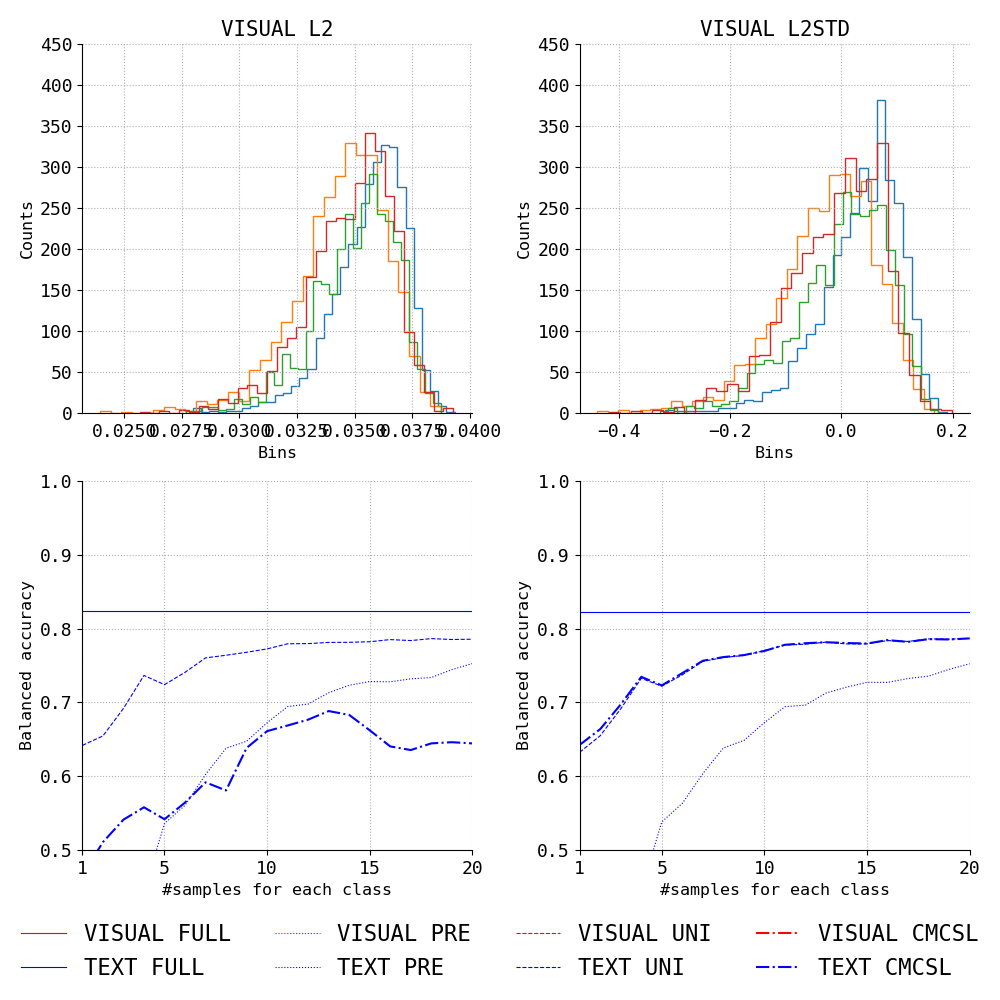 VISUAL L2
VISUAL L2STD
450
400
350
300
250
200
150
100
50
0
Counts
0.0250 0.0275 0.0300 0.0325 0.0350 0.0375 0.0400
Bins
450
400
350
300
250
200
150
100
50
0
Counts
−0.4 −0.2 0.0 0.2
Bins
1.0
0.9
0.8
0.7
0.6
0.5
Balanced accuracy
1 5 10 15 20
#samples for each class
1.0
0.9
0.8
0.7
0.6
0.5
Balanced accuracy
1 5 10 15 20
#samples for each class
VISUAL FULL VISUAL PRE VISUAL UNI VISUAL CMCSL
TEXT FULL TEXT PRE TEXT UNI TEXT CMCSL